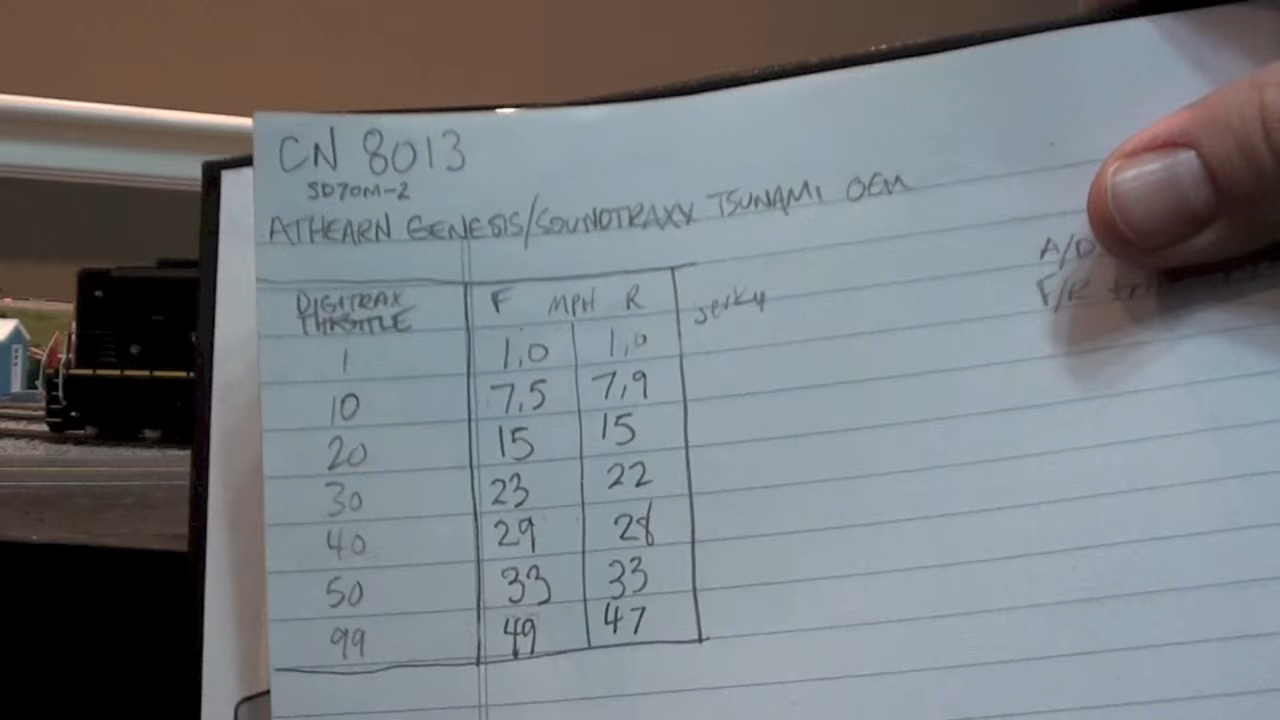 CN 8013
SD70M-2
ATHEARN GENESIS/SOUNDTRAXX TSUNAMI OEM
A/D
DIGITRAX THROTTLE F MPH R jerky
F/R
1 1,0 1,0
10 7,5 7,9
20 15 15
30 23 22
40 29 28
50 33 33
99 49 47